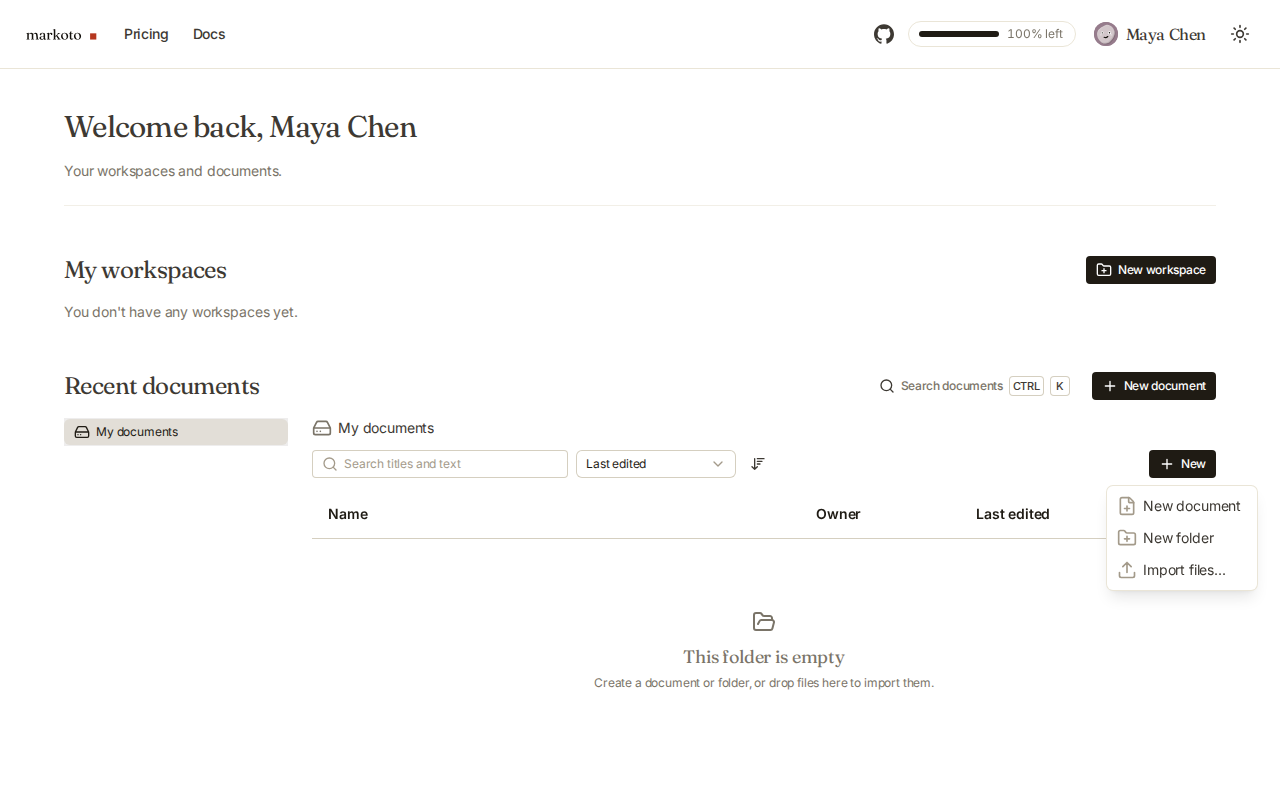 markoto Pricing Docs 100% left Maya Chen
Welcome back, Maya Chen
Your workspaces and documents.
My workspaces New workspace
You don't have any workspaces yet.
Recent documents Search documents CTRL K New document
My documents
My documents
Search titles and text Last edited New
Name Owner Last edited
New document
New folder
Import files...
This folder is empty
Create a document or folder, or drop files here to import them.